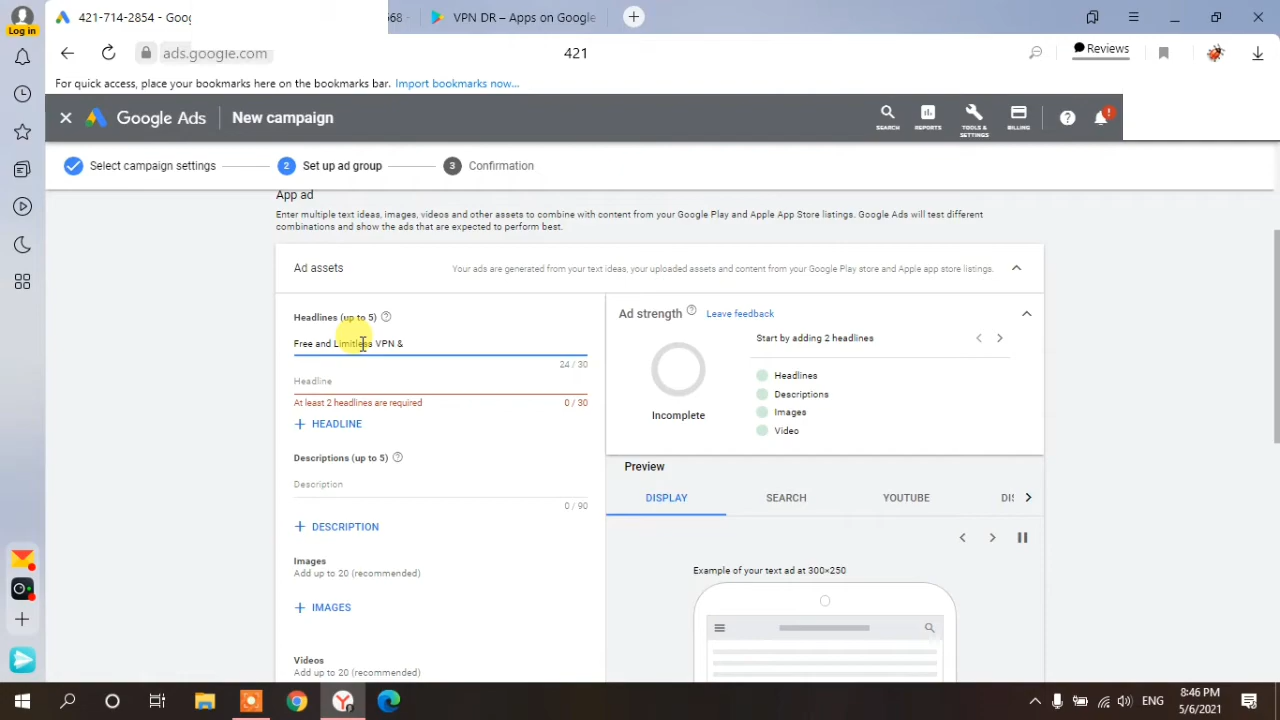 Log in
421-714-2854 - Goo
68 -
VPN DR – Apps on Google
ads.google.com
421
Reviews
For quick access, place your bookmarks here on the bookmarks bar. Import bookmarks now...
Google Ads
New campaign
SEARCH
REPORTS
TOOLS & SETTINGS
BILLING
!
Select campaign settings
2 Set up ad group
3 Confirmation
App ad
Enter multiple text ideas, images, videos and other assets to combine with content from your Google Play and Apple App Store listings. Google Ads will test different
combinations and show the ads that are expected to perform best.
Ad assets
Your ads are generated from your text ideas, your uploaded assets and content from your Google Play store and Apple app store listings.
Headlines (up to 5)
Free and Limitless VPN &
24 / 30
Headline
At least 2 headlines are required
0 / 30
+ HEADLINE
Descriptions (up to 5)
Description
0 / 90
+ DESCRIPTION
Images
Add up to 20 (recommended)
+ IMAGES
Videos
Add up to 20 (recommended)
Ad strength
Leave feedback
Incomplete
Start by adding 2 headlines
Headlines
Descriptions
Images
Video
Preview
DISPLAY
SEARCH
YOUTUBE
DI
Example of your text ad at 300×250
ENG
8:46 PM
5/6/2021